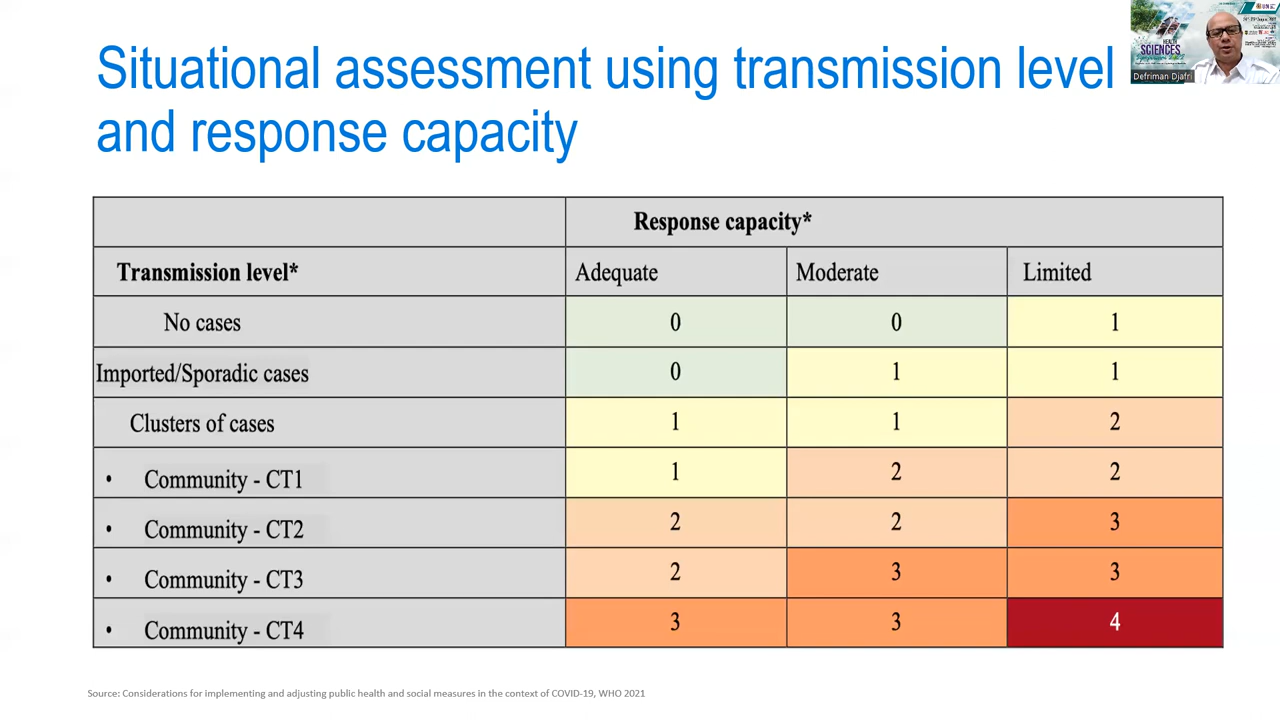 Situational assessment using transmission level
and response capacity
HEALTH
SCIENCES
Defriman Djafri
Response capacity*
Transmission level* Adequate Moderate Limited
No cases 0 0 1
Imported/Sporadic cases 0 1 1
Clusters of cases 1 1 2
• Community - CT1 1 2 2
• Community - CT2 2 2 3
• Community - CT3 2 3 3
• Community - CT4 3 3 4
Source: Considerations for implementing and adjusting public health and social measures in the context of COVID-19, WHO 2021